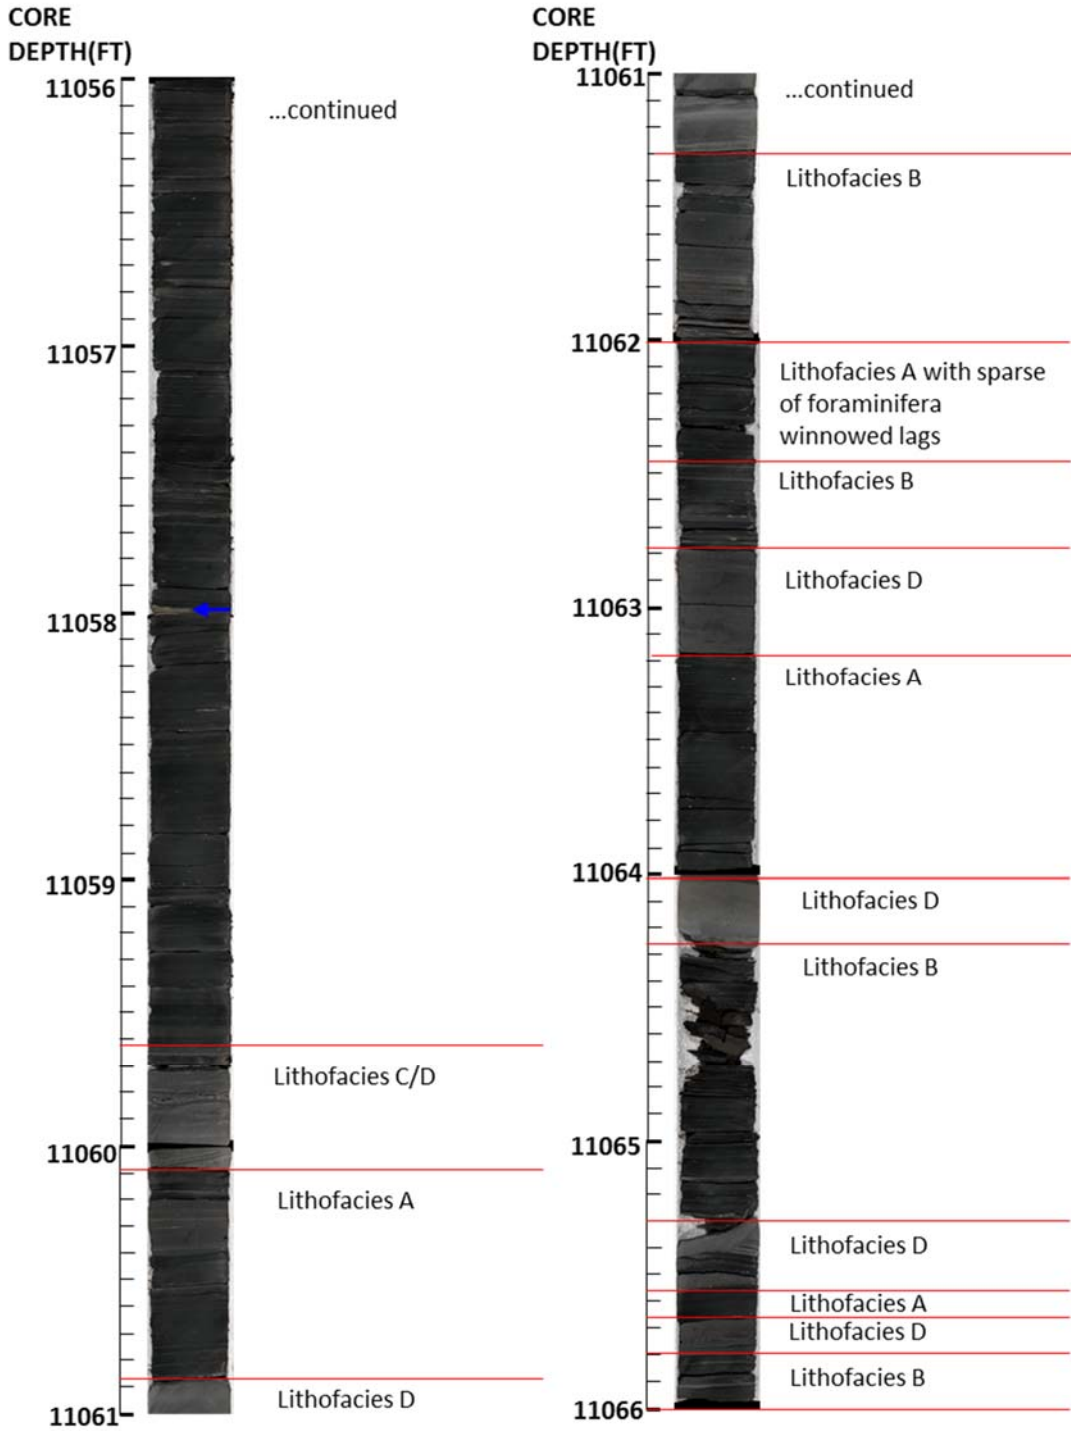 CORE
DEPTH(FT)
11056
...continued
11057
11058
11059
Lithofacies C/D
11060
Lithofacies A
Lithofacies D
11061
CORE
DEPTH(FT)
11061
...continued
Lithofacies B
11062
Lithofacies A with sparse
of foraminifera
winnowed lags
Lithofacies B
Lithofacies D
11063
Lithofacies A
11064
Lithofacies D
Lithofacies B
11065
Lithofacies D
Lithofacies A
Lithofacies D
Lithofacies B
11066